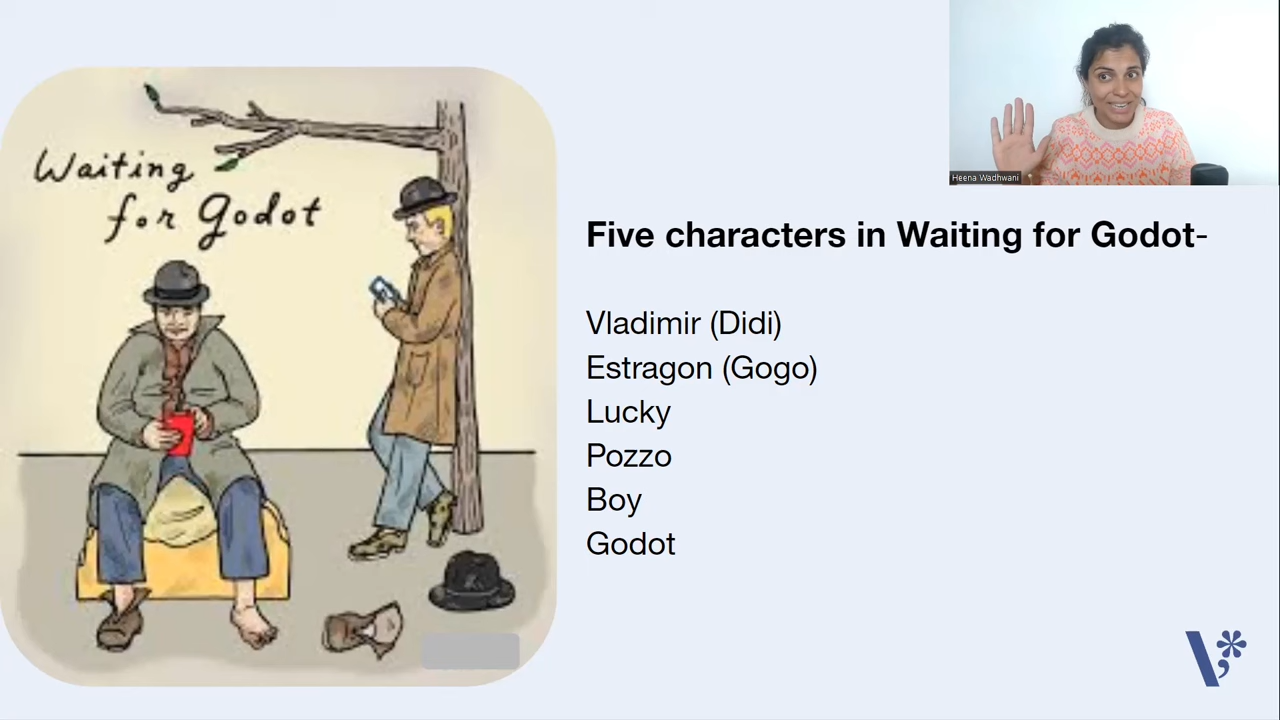 Waiting
for Godot
Heena Wadhwani
Five characters in Waiting for Godot-
Vladimir (Didi)
Estragon (Gogo)
Lucky
Pozzo
Boy
Godot